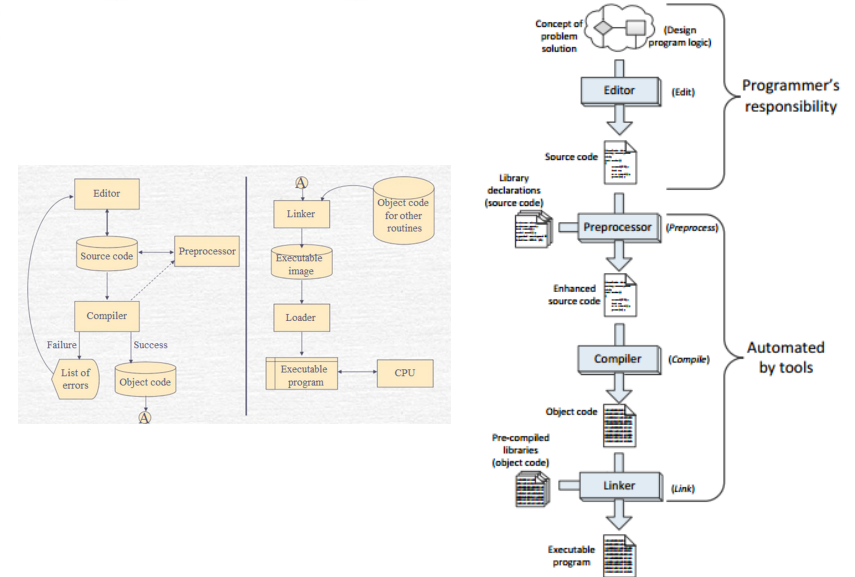 Editor
Source code
Preprocessor
Compiler
Failure
Success
List of
errors
Object code
A
A
Linker
Object code
for other
routines
Executable
image
Loader
Executable
program
CPU
Concept of
problem
solution
(Design
program logic)
Editor
(Edit)
Programmer's
responsibility
Source code
Library
declarations
(source code)
Preprocessor
(Preprocess)
Enhanced
source code
Compiler
(Compile)
Automated
by tools
Object code
Pre-compiled
libraries
(object code)
Linker
(Link)
Executable
program